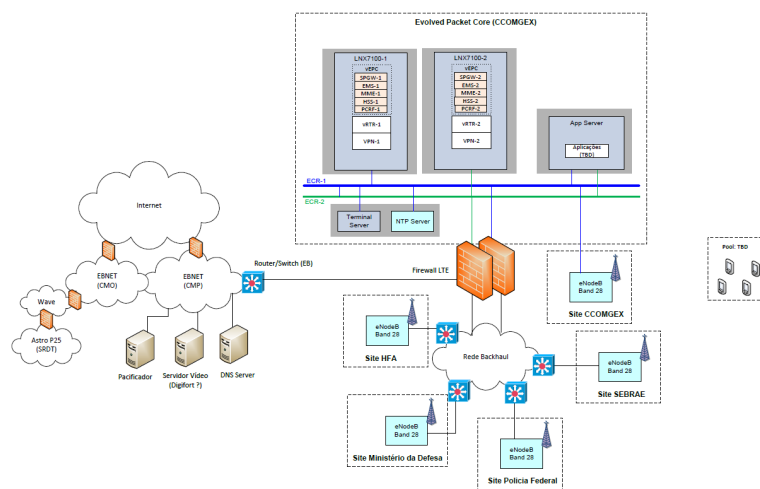 Evolved Packet Core (CCOMGEX)
LNX7100-1
vEPC
SPGW-1
EMS-1
MME-1
HSS-1
PCRF-1
vRTR-1
VPN-1
LNX7100-2
vEPC
SPGW-2
EMS-2
MME-2
HSS-2
PCRF-2
vRTR-2
VPN-2
App Server
Aplicações
(TBD)
ECR-1
ECR-2
Terminal
Server
NTP Server
Internet
EBNET
(CMO)
EBNET
(CMP)
Router/Switch (EB)
Firewall LTE
Wave
Astro P25
(SRDT)
Pacificador
Servidor Vídeo
(Digifort ?)
DNS Server
eNodeB
Band 28
Site CCOMGEX
Pool: TBD
eNodeB
Band 28
Site HFA
Rede Backhaul
eNodeB
Band 28
Site SEBRAE
eNodeB
Band 28
Site Ministério da Defesa
eNodeB
Band 28
Site Polícia Federal